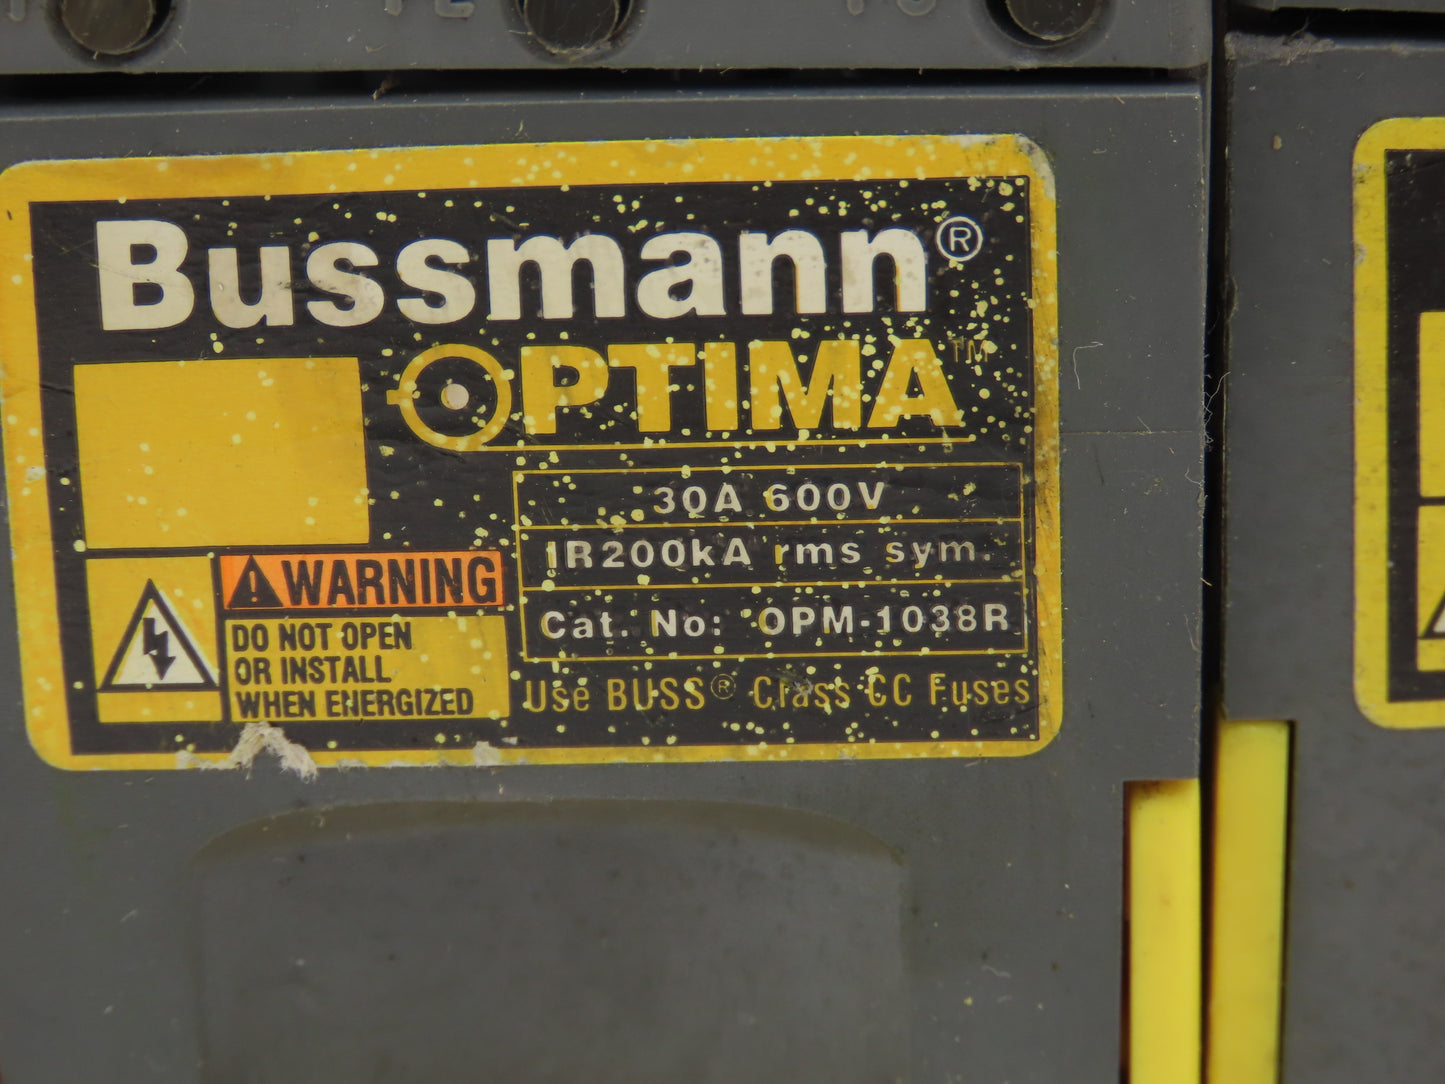 Bussmann®
OPTIMA™
30A 600V
IR200kA rms sym.
Cat. No: OPM-1038R
Use BUSS® Class CC Fuses
WARNING
DO NOT OPEN
OR INSTALL
WHEN ENERGIZED